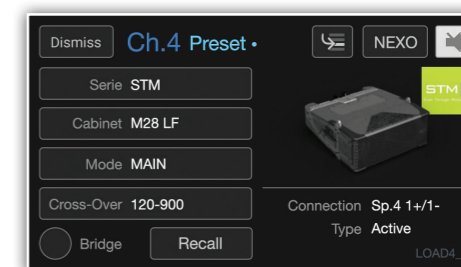 Dismiss Ch.4 Preset • NEXO
Serie STM
STM
Cabinet M28 LF
Mode MAIN
Cross-Over 120-900
Connection Sp.4 1+/1-
Type Active
Bridge Recall
LOAD4_